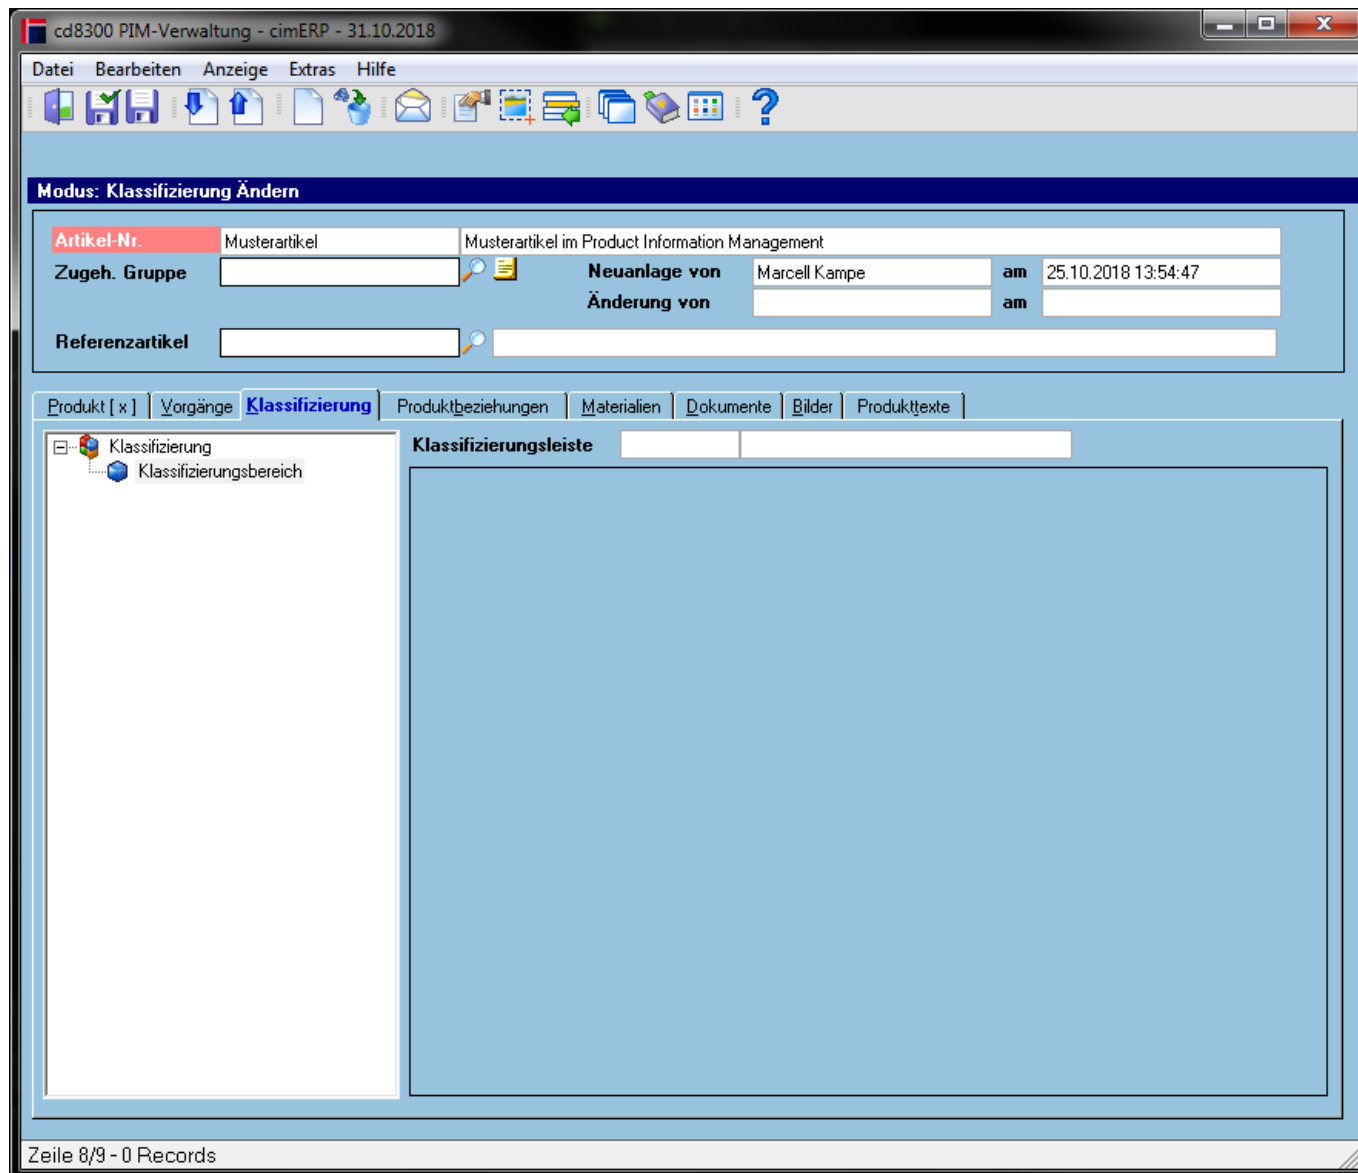 cd8300 PIM-Verwaltung - cimERP - 31.10.2018
Datei Bearbeiten Anzeige Extras Hilfe
Modus: Klassifizierung Ändern
Artikel-Nr. Musterartikel Musterartikel im Product Information Management
Zugeh. Gruppe Neuanlage von Marcell Kampe am 25.10.2018 13:54:47
Änderung von am
Referenzartikel
Produkt [ x ] Vorgänge Klassifizierung Produktbeziehungen Materialien Dokumente Bilder Produkttexte
Klassifizierung Klassifizierungsleiste
Klassifizierungsbereich
Zeile 8/9 - 0 Records